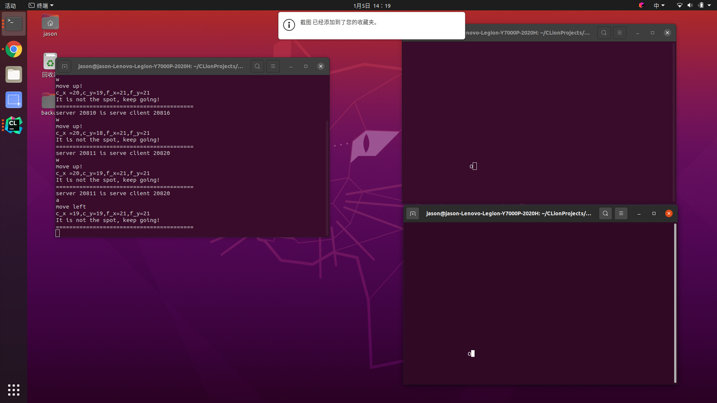 活动
终端
1月5日 14：19
中
截图 已经添加到了您的收藏夹。
jason
回收
backu
jason@jason-Lenovo-Legion-Y7000P-2020H: ~/CLionProjects/...
w
move up!
c_x =20,c_y=19,f_x=21,f_y=21
It is not the spot, keep going!
=========================================
server 20810 is serve client 20816
w
move up!
c_x =20,c_y=18,f_x=21,f_y=21
It is not the spot, keep going!
=========================================
server 20811 is serve client 20820
w
move up!
c_x =20,c_y=19,f_x=21,f_y=21
It is not the spot, keep going!
=========================================
server 20811 is serve client 20820
a
move left
c_x =19,c_y=19,f_x=21,f_y=21
It is not the spot, keep going!
=========================================
novo-Legion-Y7000P-2020H: ~/CLionProjects/...
o
jason@jason-Lenovo-Legion-Y7000P-2020H: ~/CLionProjects/...
o
CL